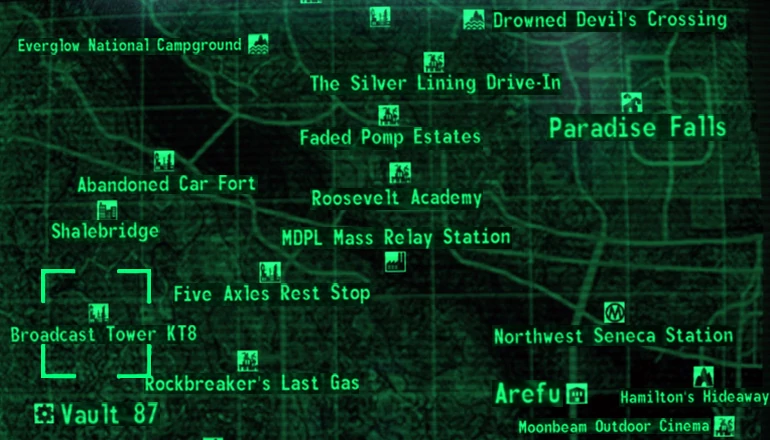 Drowned Devil's Crossing
Everglow National Campground
The Silver Lining Drive-In
Paradise Falls
Faded Pomp Estates
Abandoned Car Fort
Roosevelt Academy
Shalebridge
MDPL Mass Relay Station
Five Axles Rest Stop
Broadcast Tower KT8
Northwest Seneca Station
Rockbreaker's Last Gas
Arefu
Hamilton's Hideaway
Vault 87
Moonbeam Outdoor Cinema